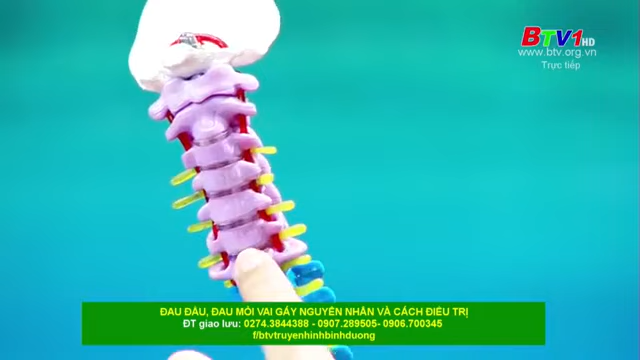 BTV1 HD
www.btv.org.vn
Trực tiếp
ĐAU ĐẦU, ĐAU MỎI VAI GÁY NGUYÊN NHÂN VÀ CÁCH ĐIỀU TRỊ
ĐT giao lưu: 0274.3844388 - 0907.289505- 0906.700345
f/btvtruyenhinhbinhduong